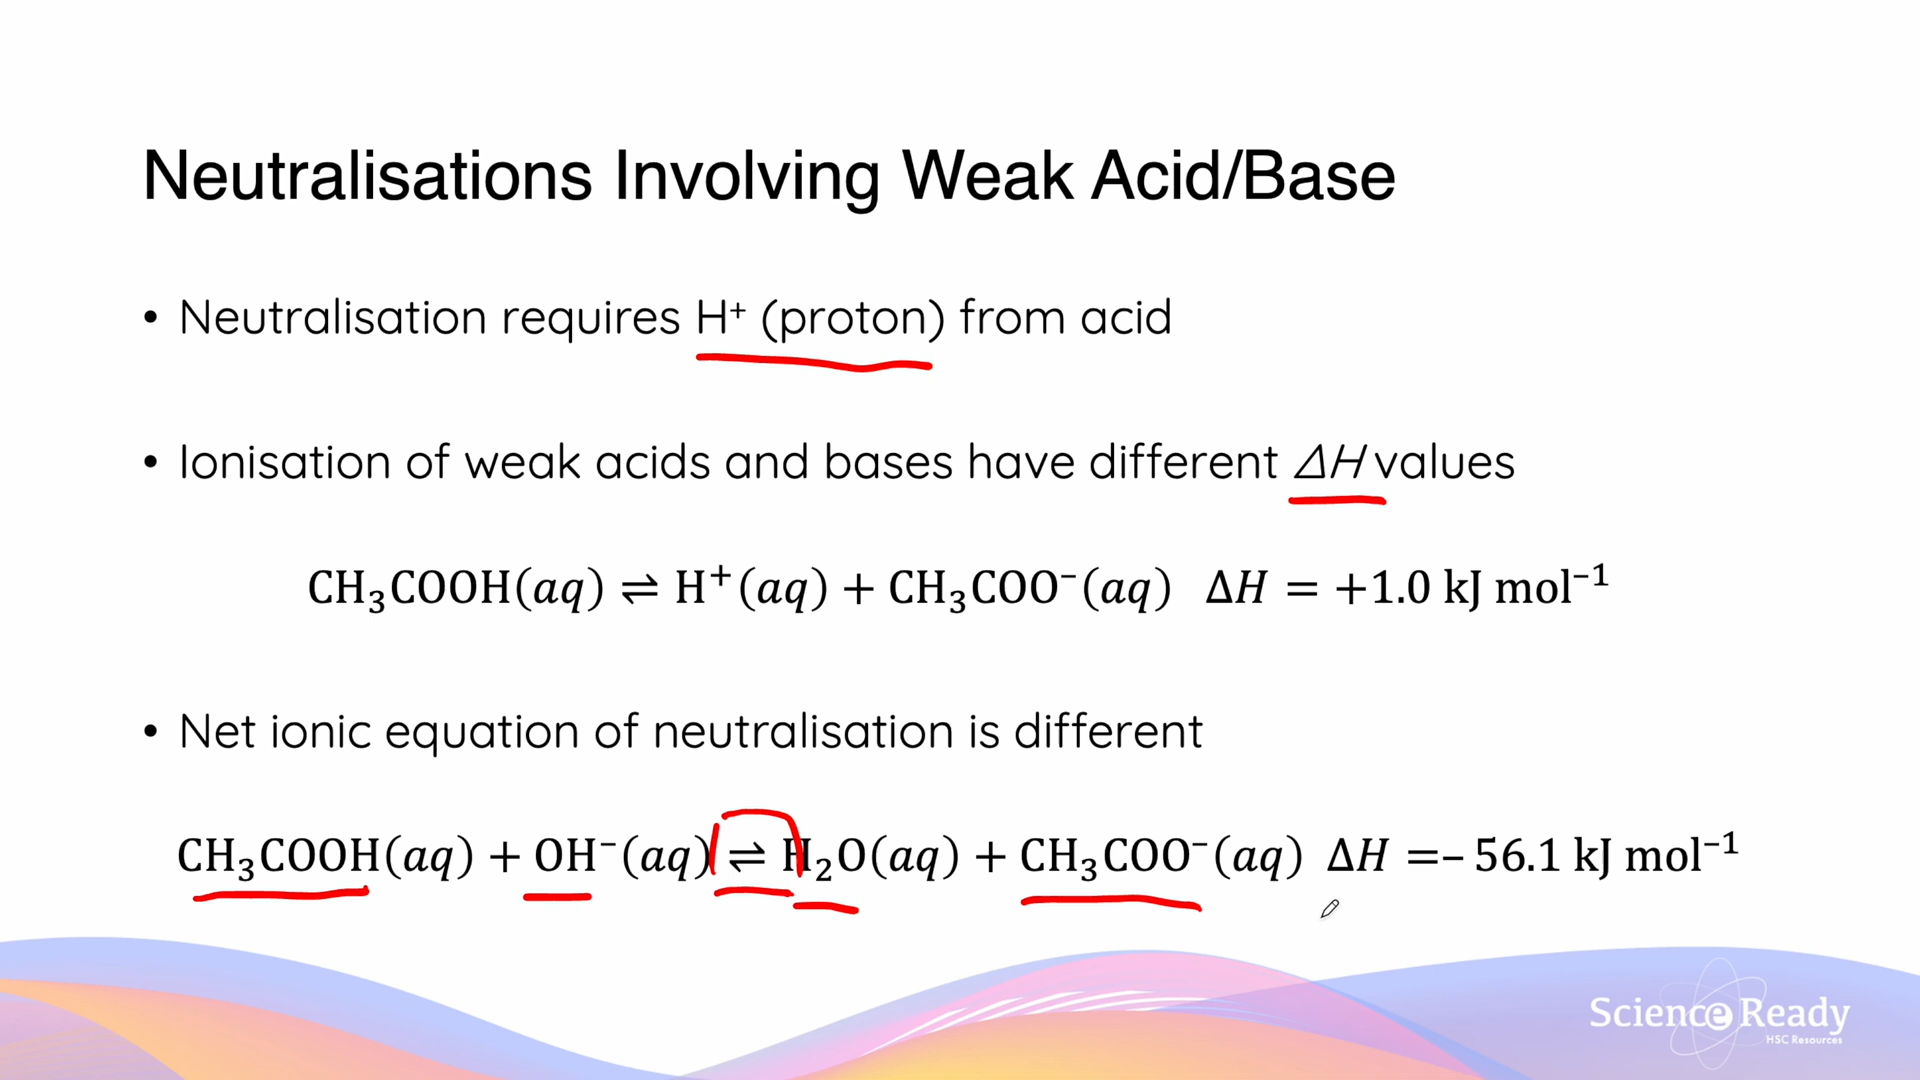 Neutralisations Involving Weak Acid/Base
• Neutralisation requires H⁺ (proton) from acid
• Ionisation of weak acids and bases have different ΔH values
CH₃COOH(aq) ⇌ H⁺(aq) + CH₃COO⁻(aq) ΔH = +1.0 kJ mol⁻¹
• Net ionic equation of neutralisation is different
CH₃COOH(aq) + OH⁻(aq) ⇌ H₂O(aq) + CH₃COO⁻(aq) ΔH =– 56.1 kJ mol⁻¹
Science Ready
HSC Resources